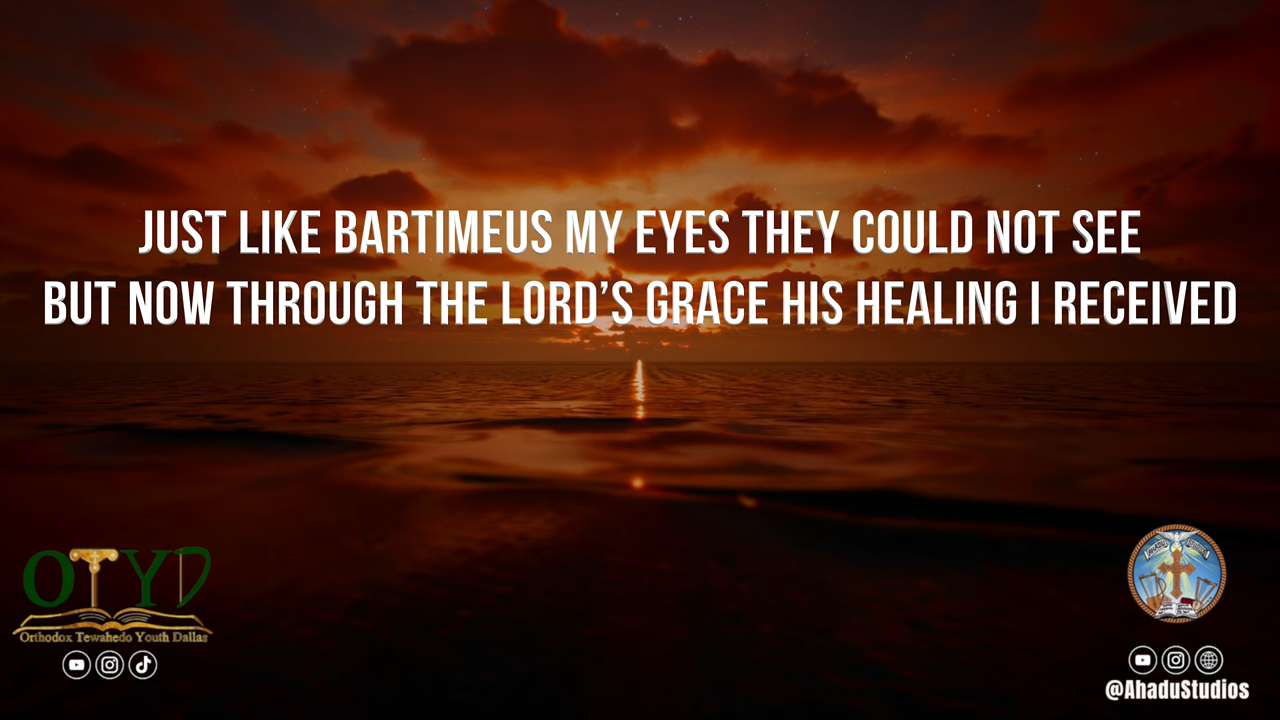 JUST LIKE BARTIMEUS MY EYES THEY COULD NOT SEE
BUT NOW THROUGH THE LORD'S GRACE HIS HEALING I RECEIVED
OTYD
Orthodox Tewahedo Youth Dallas
@AhaduStudios